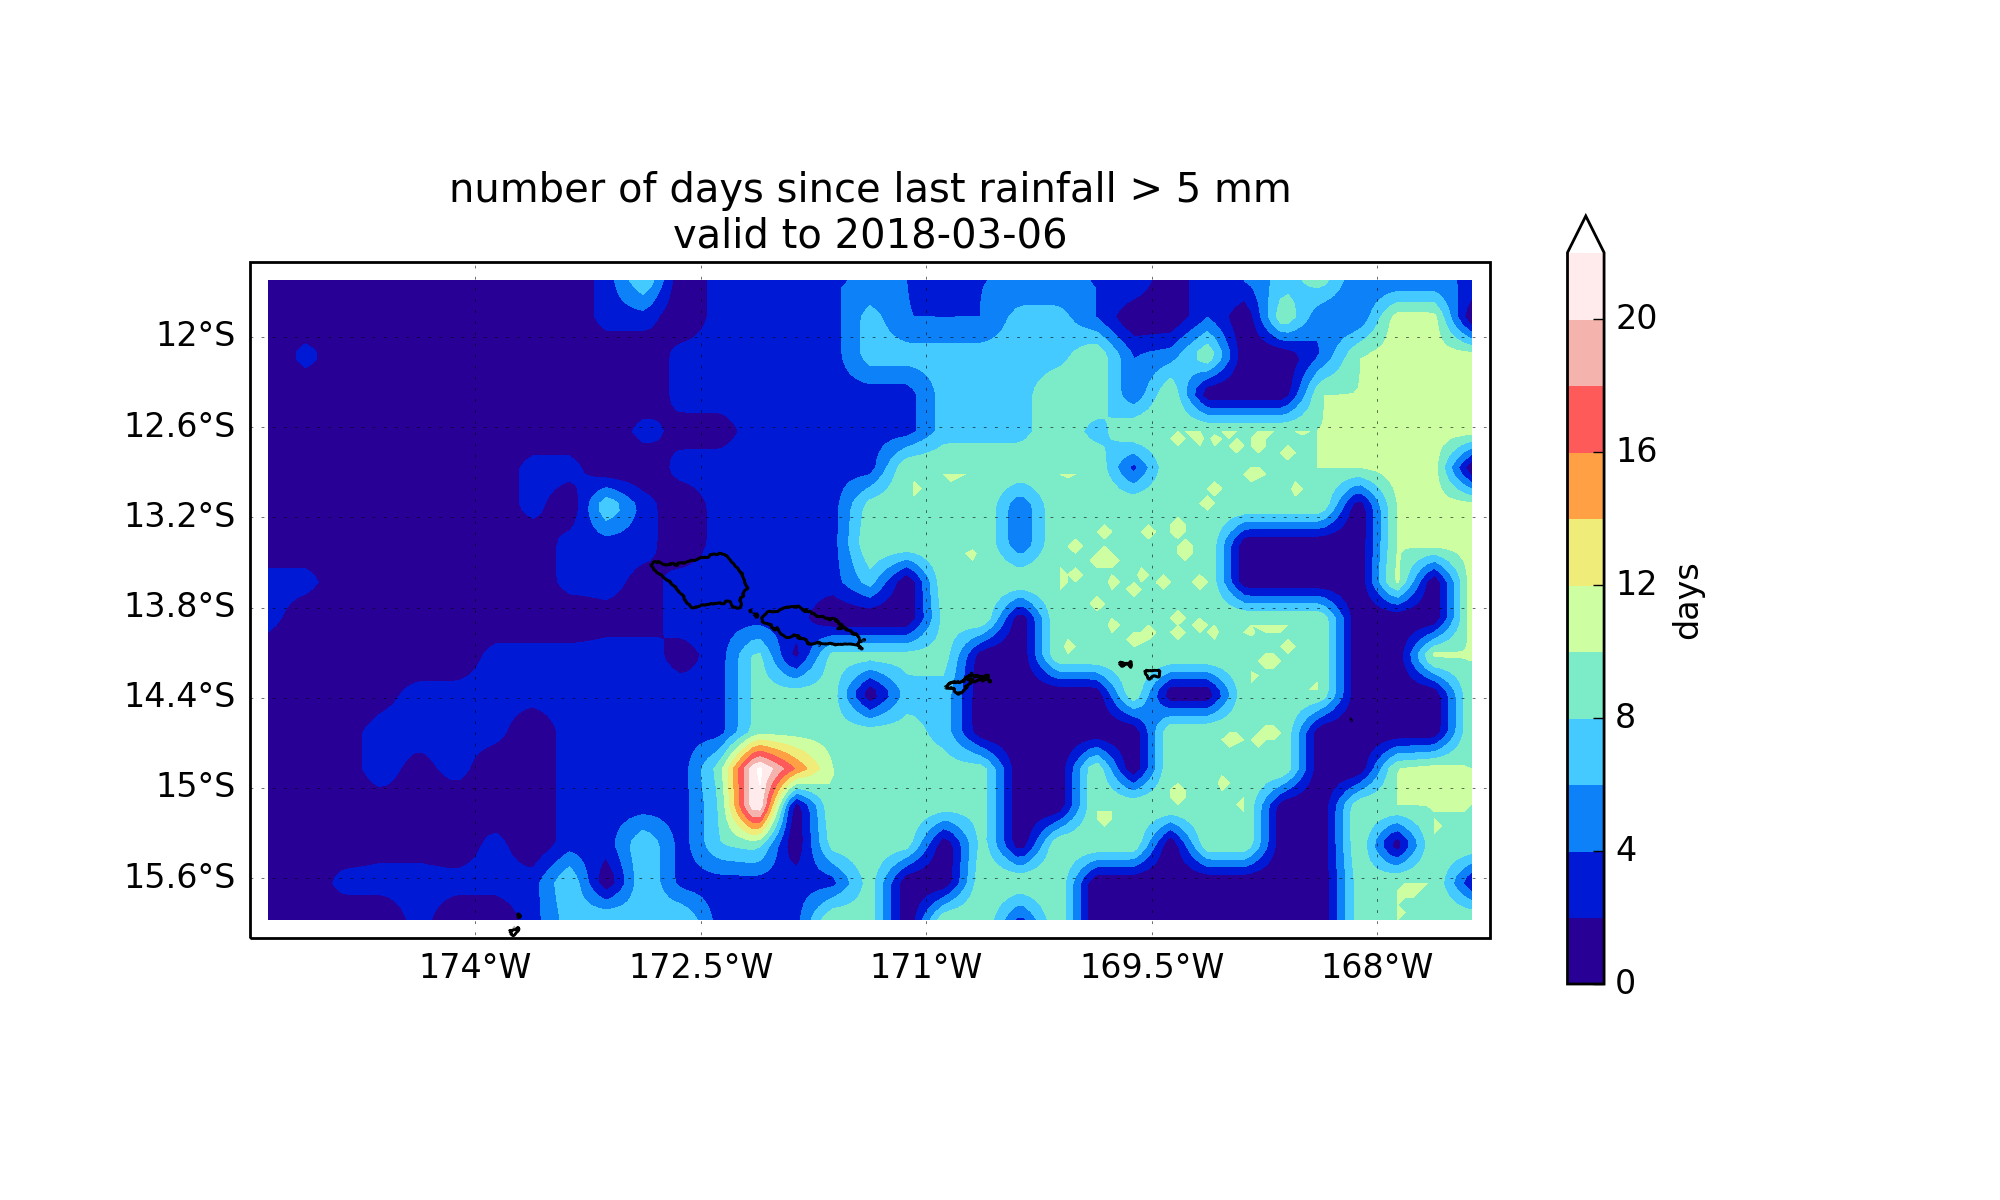 number of days since last rainfall > 5 mm
valid to 2018-03-06
12°S
12.6°S
13.2°S
13.8°S
14.4°S
15°S
15.6°S
174°W
172.5°W
171°W
169.5°W
168°W
20
16
12
8
4
0
days